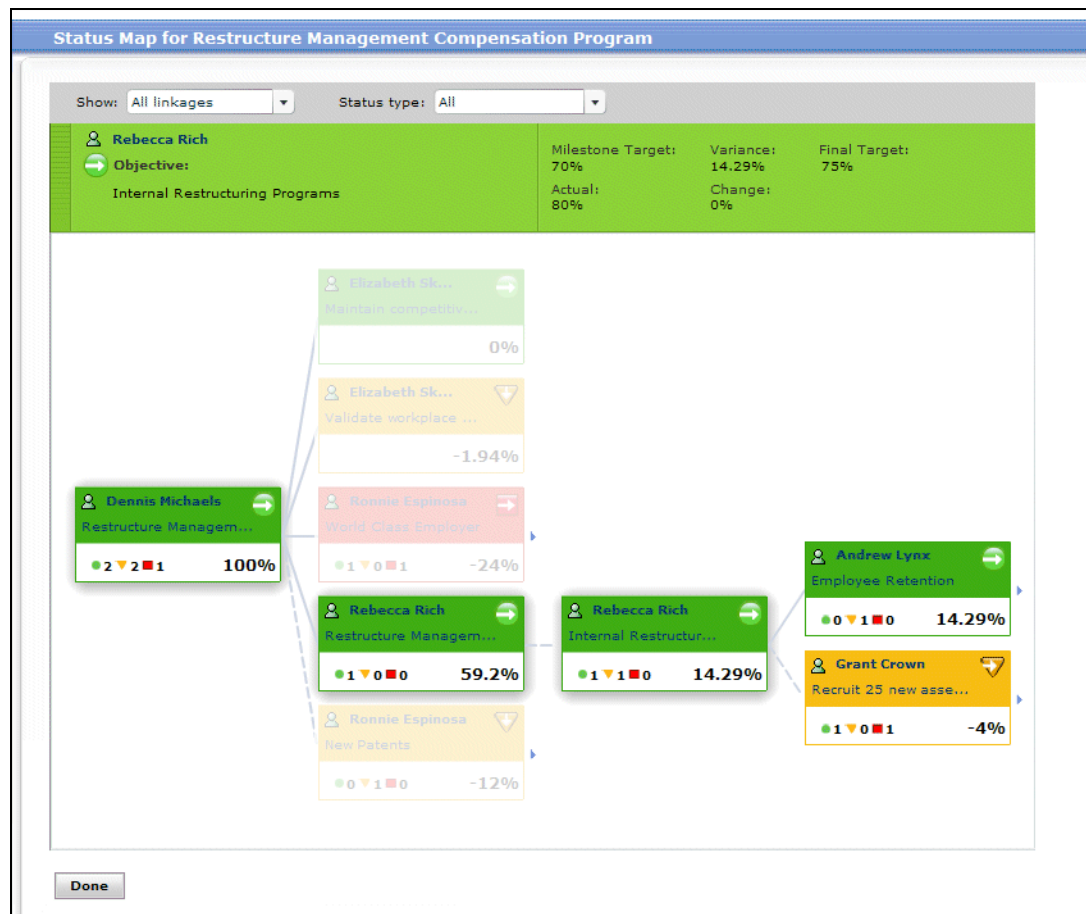 Status Map for Restructure Management Compensation Program
Show: All linkages Status type: All
Rebecca Rich
Objective:
Internal Restructuring Programs
Milestone Target: Variance: Final Target:
70% 14.29% 75%
Actual: Change:
80% 0%
Elizabeth Sk...
Maintain competitiv...
0%
Elizabeth Sk...
Validate workplace ...
-1.94%
Dennis Michaels
Restructure Managem...
2 2 1 100%
Ronnie Espinosa
World Class Employer
1 0 1 -24%
Rebecca Rich
Restructure Managem...
1 0 0 59.2%
Rebecca Rich
Internal Restructur...
1 1 0 14.29%
Andrew Lynx
Employee Retention
0 1 0 14.29%
Grant Crown
Recruit 25 new asse...
1 0 1 -4%
Ronnie Espinosa
New Patents
0 1 0 -12%
Done